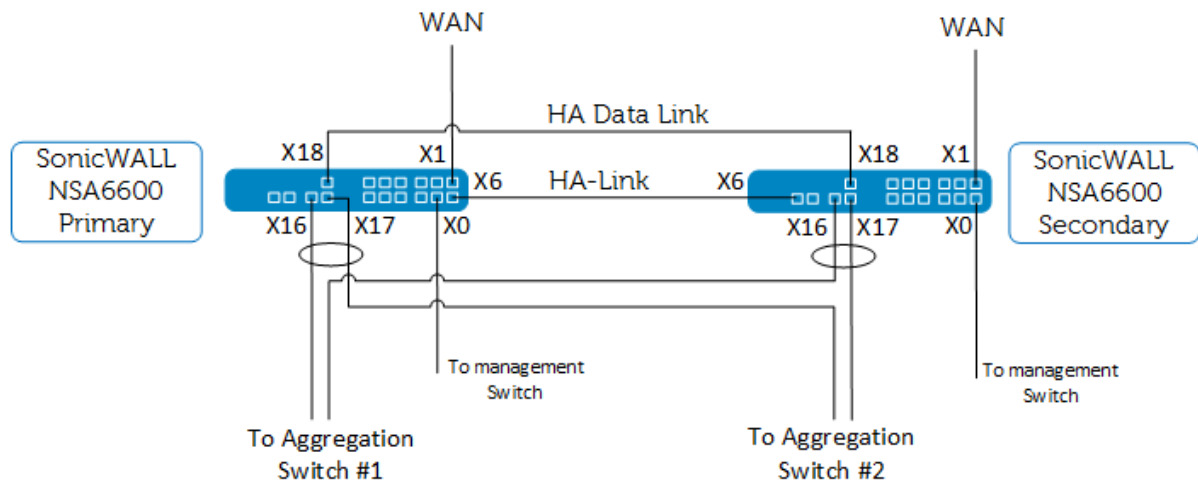 WAN
WAN
HA Data Link
SonicWALL
NSA6600
Primary
X18
X1
X6
HA-Link
X6
X18
X1
SonicWALL
NSA6600
Secondary
X16
X17
X0
X16
X17
X0
To management
Switch
To management
Switch
To Aggregation
Switch #1
To Aggregation
Switch #2